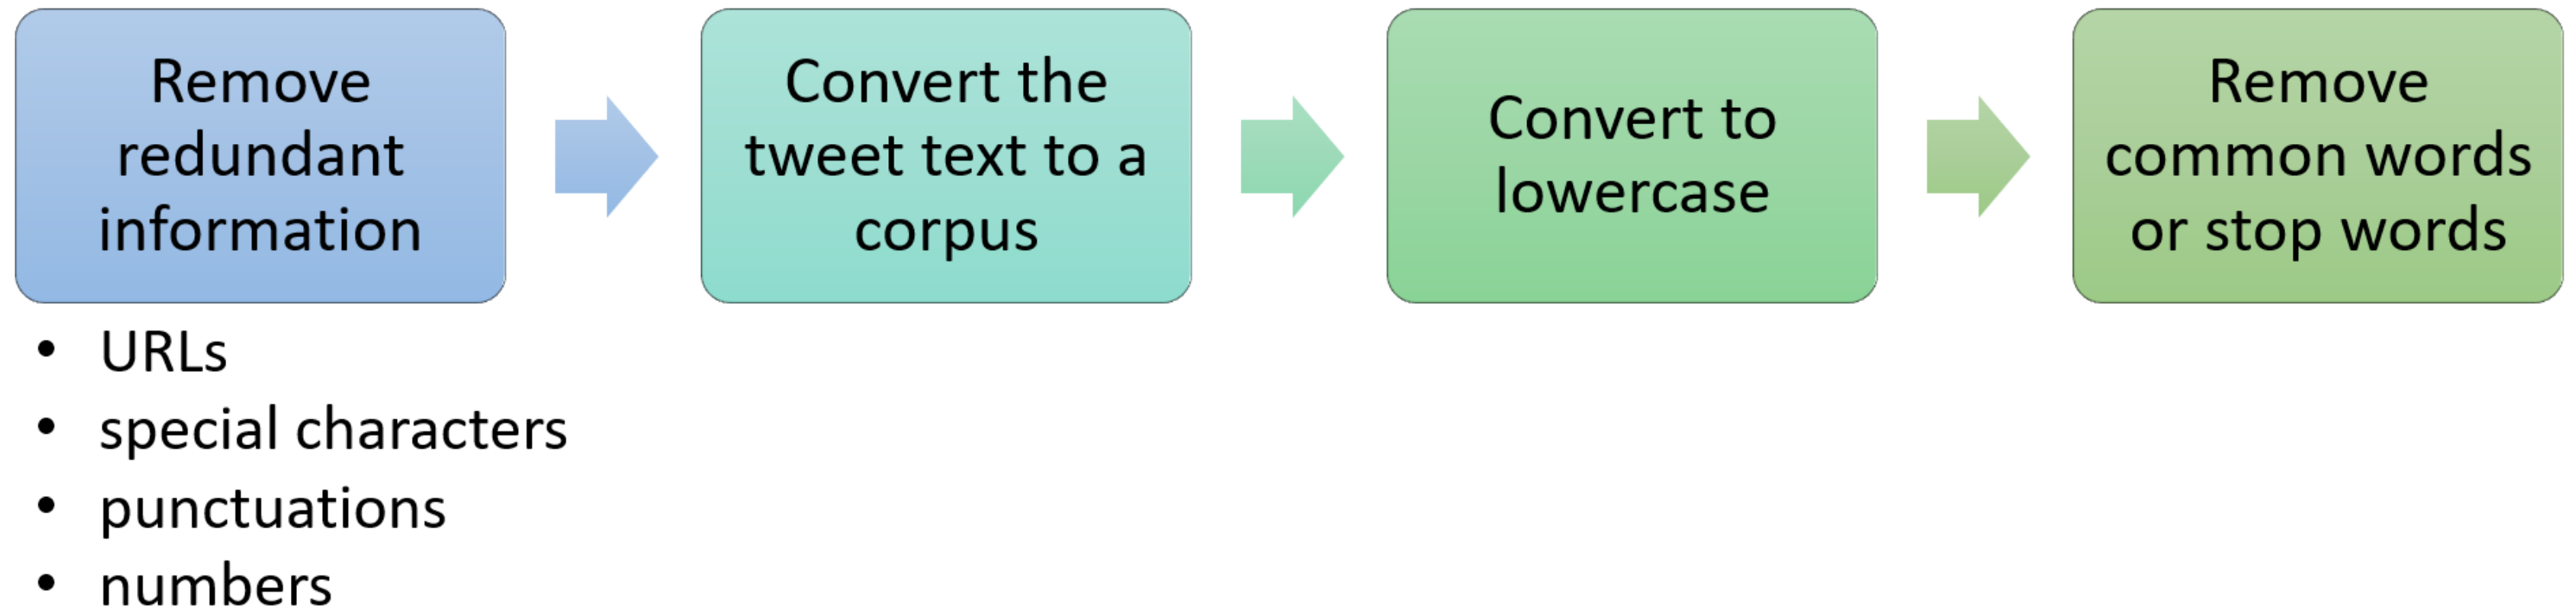 Remove
redundant
information
Convert the
tweet text to a
corpus
Convert to
lowercase
Remove
common words
or stop words
• URLs
• special characters
• punctuations
• numbers